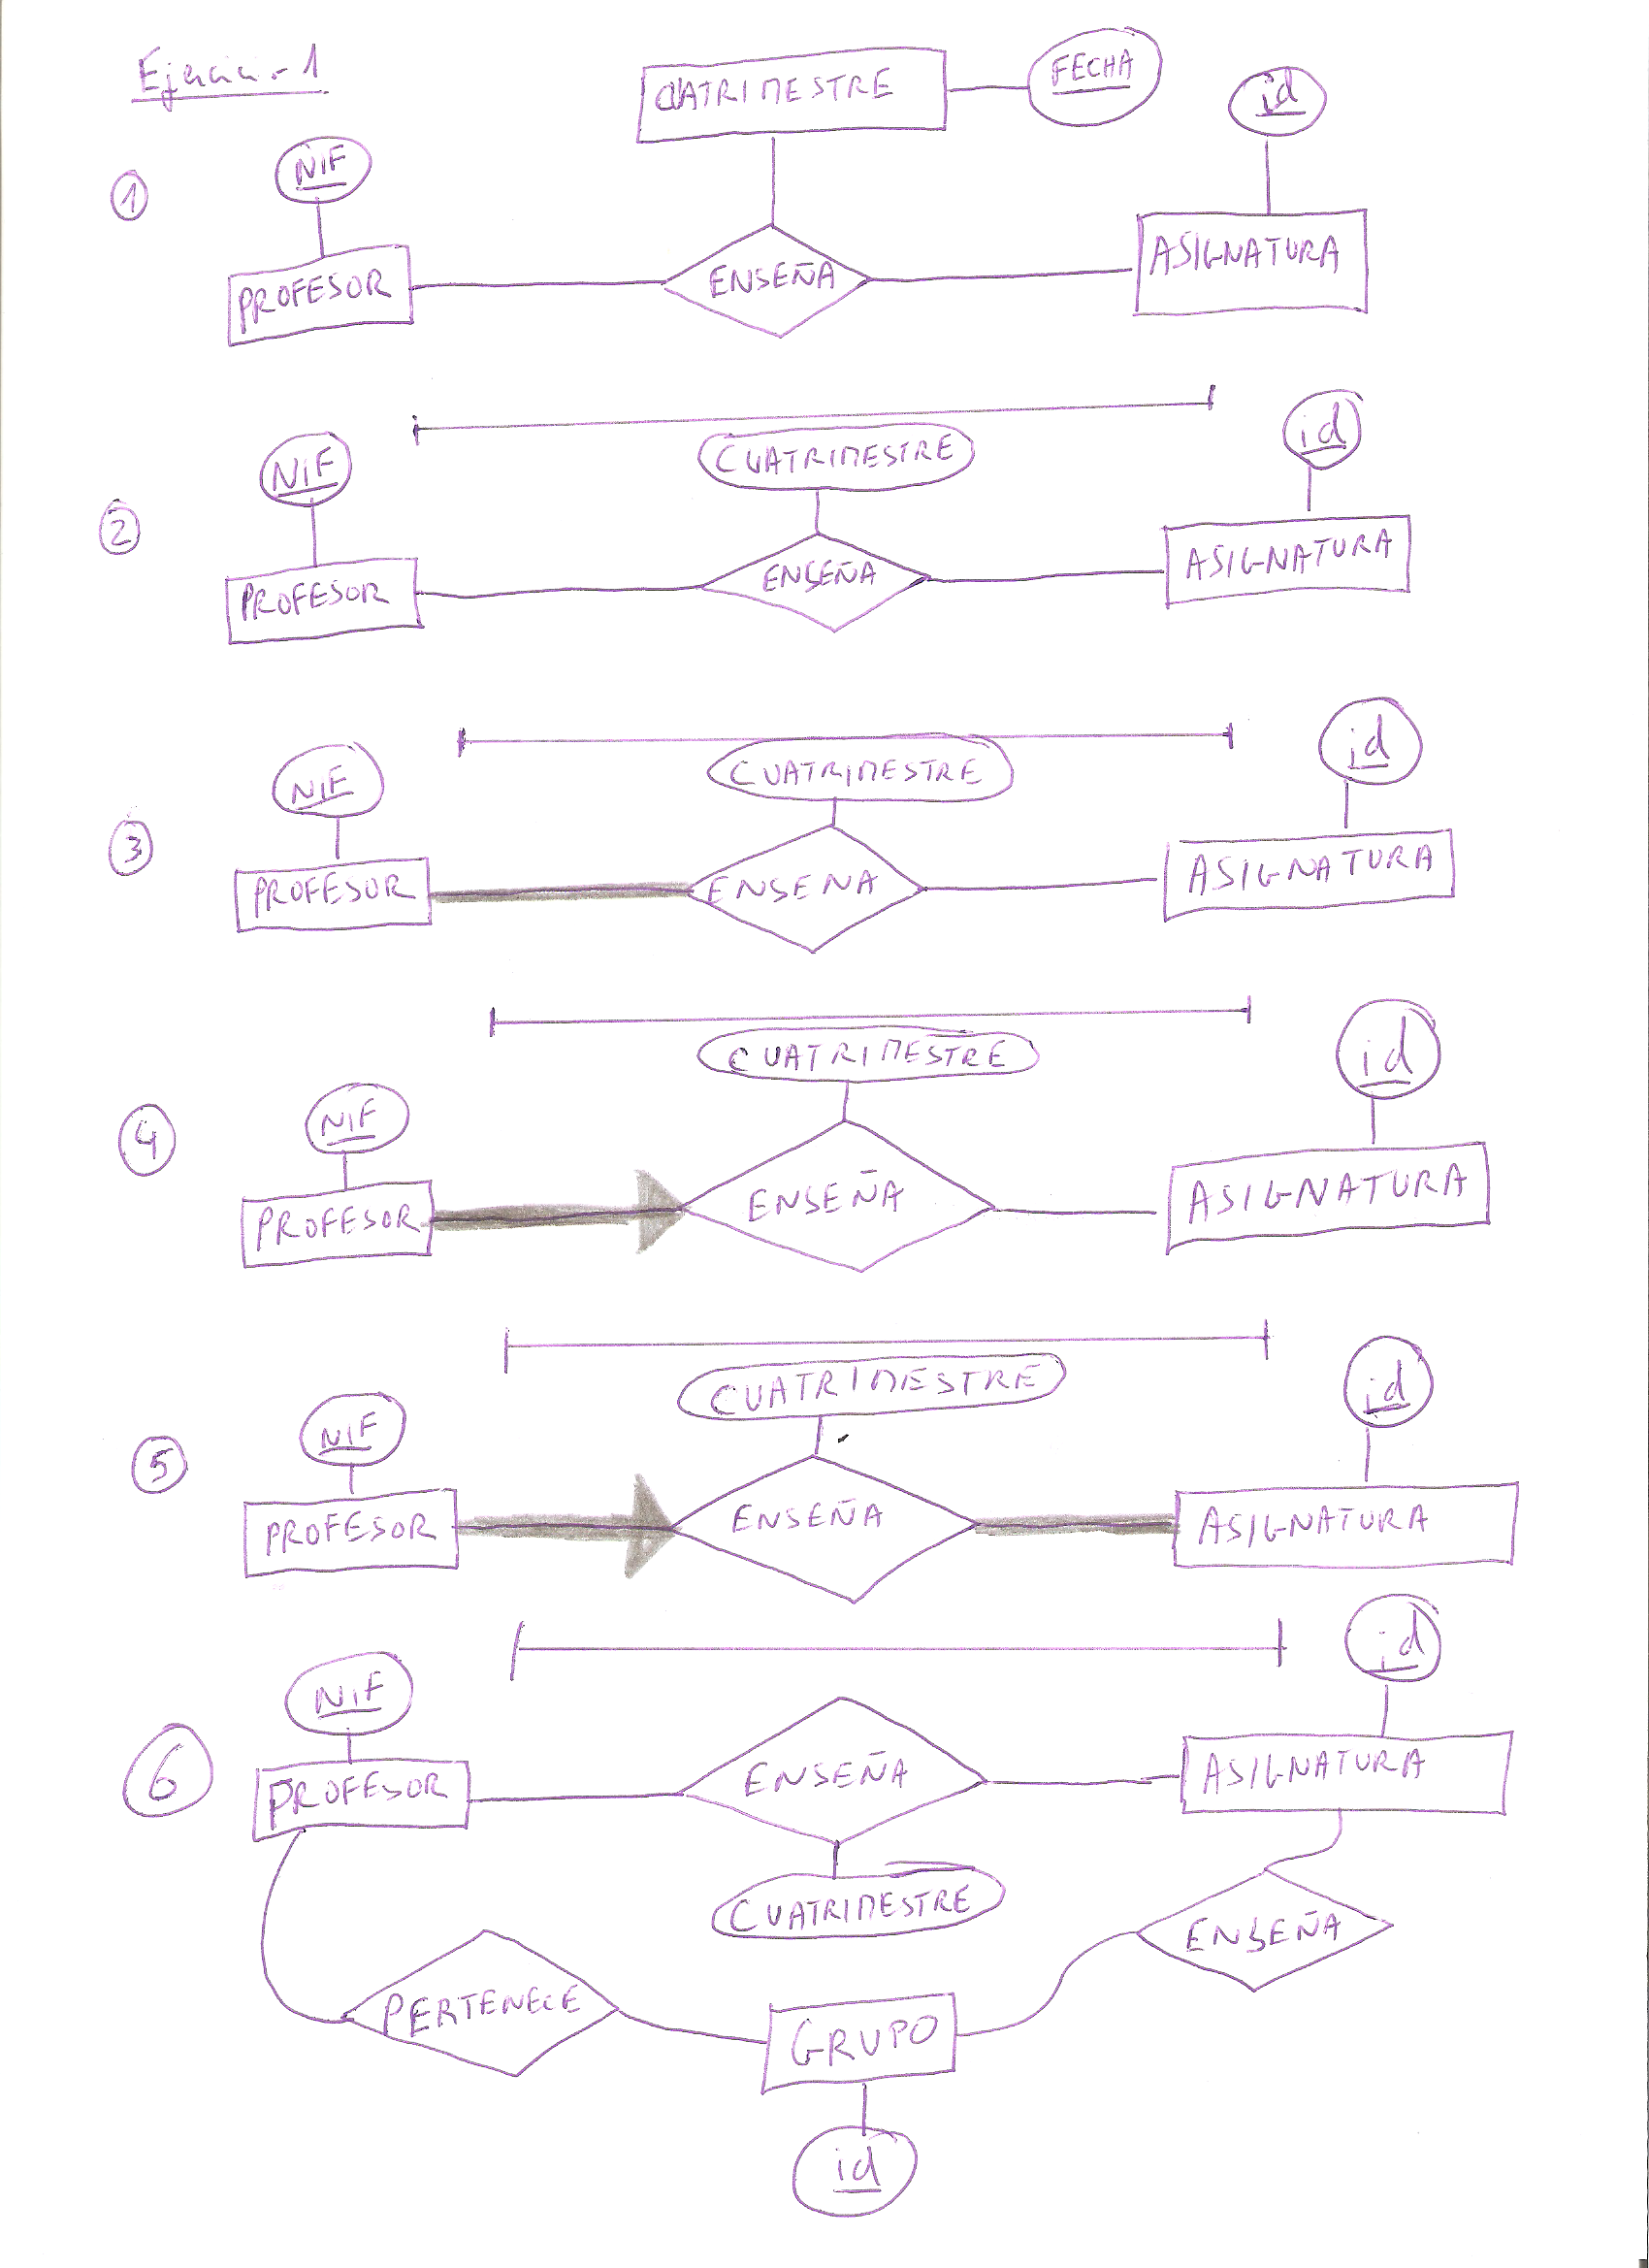 Ejercicio 1
CUATRIMESTRE
FECHA
id
1
NIF
PROFESOR
ENSEÑA
ASIGNATURA
2
NIF
CUATRIMESTRE
id
PROFESOR
ENSEÑA
ASIGNATURA
3
NIF
CUATRIMESTRE
id
PROFESOR
ENSENA
ASIGNATURA
4
NIF
CUATRIMESTRE
id
PROFESOR
ENSEÑA
ASIGNATURA
5
NIF
CUATRIMESTRE
id
PROFESOR
ENSEÑA
ASIGNATURA
6
NIF
id
PROFESOR
ENSEÑA
ASIGNATURA
CUATRIMESTRE
ENSEÑA
PERTENECE
GRUPO
id